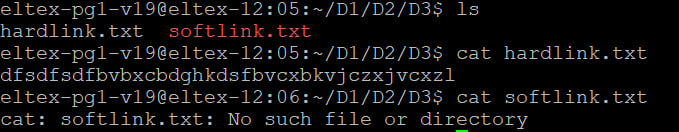 eltex-pg1-v19@eltex-12:05:~/D1/D2/D3$ ls
hardlink.txt  softlink.txt
eltex-pg1-v19@eltex-12:05:~/D1/D2/D3$ cat hardlink.txt
dfsdfsdfbvbxcbdghkdsfbvcxbkvjczxjvcxzl
eltex-pg1-v19@eltex-12:06:~/D1/D2/D3$ cat softlink.txt
cat: softlink.txt: No such file or directory